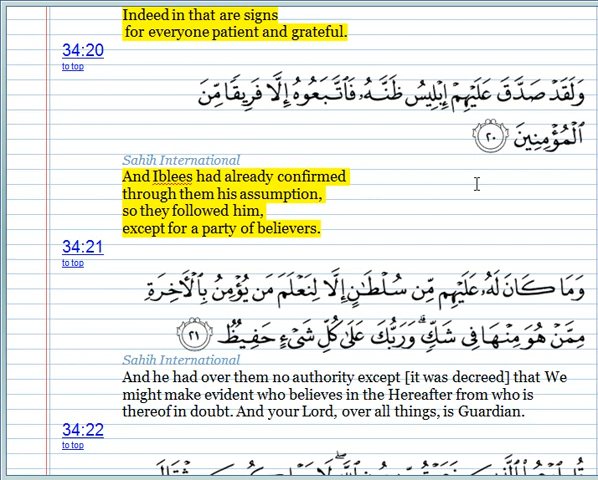 Indeed in that are signs
for everyone patient and grateful.
34:20
to top
وَلَقَدْ صَدَّقَ عَلَيْهِمْ إِبْلِيسُ ظَنَّهُۥ فَٱتَّبَعُوهُ إِلَّا فَرِيقًا مِّنَ
ٱلْمُؤْمِنِينَ ٢٠
Sahih International
And Iblees had already confirmed
through them his assumption,
so they followed him,
except for a party of believers.
34:21
to top
وَمَا كَانَ لَهُۥ عَلَيْهِم مِّن سُلْطَٰنٍ إِلَّا لِنَعْلَمَ مَن يُؤْمِنُ بِٱلْءَاخِرَةِ
مِمَّنْ هُوَ مِنْهَا فِى شَكٍّ ۗ وَرَبُّكَ عَلَىٰ كُلِّ شَىْءٍ حَفِيظٌ ٢١
Sahih International
And he had over them no authority except [it was decreed] that We
might make evident who believes in the Hereafter from who is
thereof in doubt. And your Lord, over all things, is Guardian.
34:22
to top